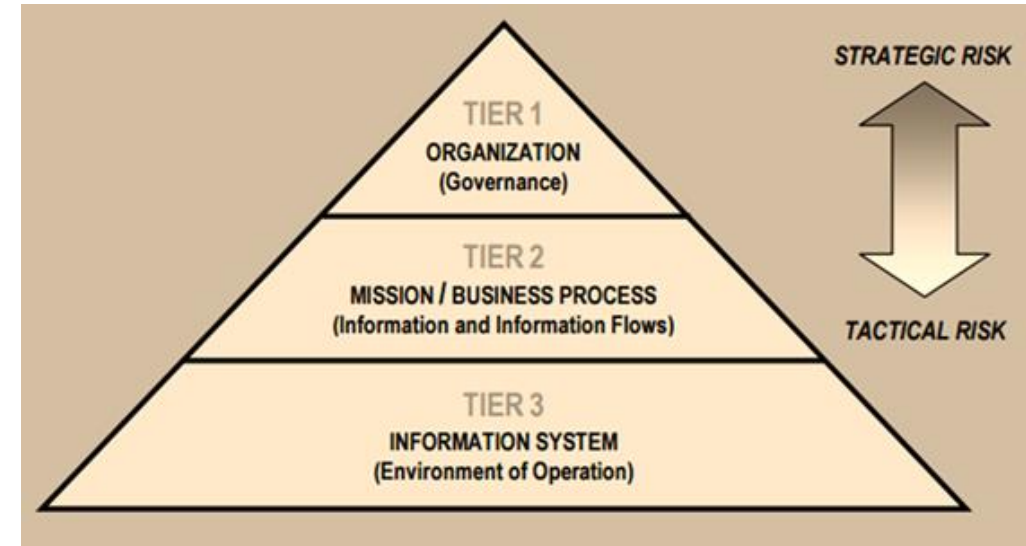 STRATEGIC RISK
TIER 1
ORGANIZATION
(Governance)
TIER 2
MISSION / BUSINESS PROCESS
(Information and Information Flows)
TACTICAL RISK
TIER 3
INFORMATION SYSTEM
(Environment of Operation)